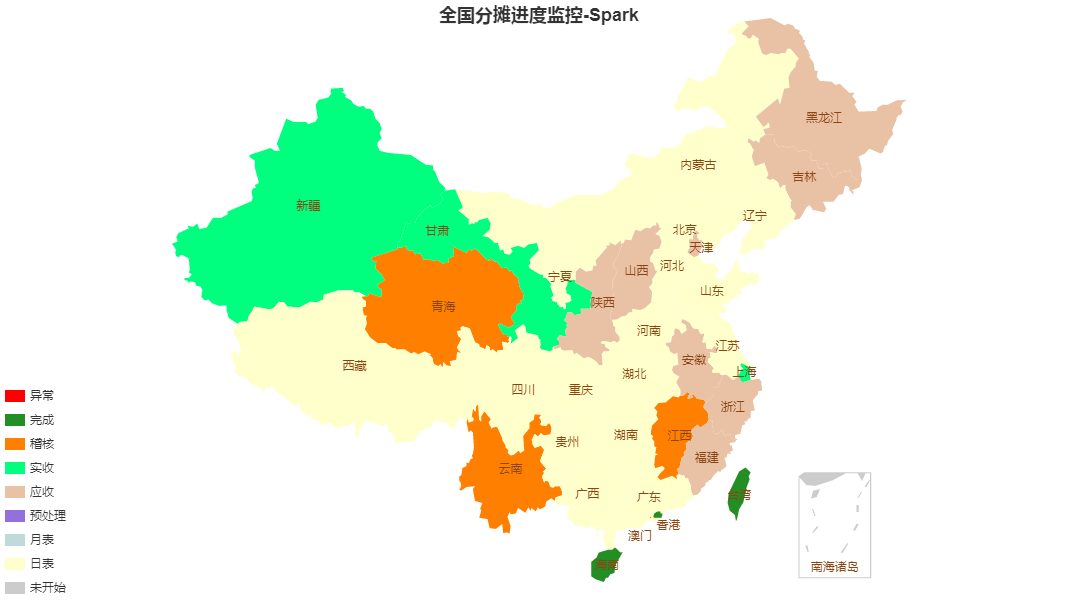 全国分摊进度监控-Spark
黑龙江
内蒙古
吉林
新疆
辽宁
甘肃
北京
天津
宁夏
山西
河北
山东
青海
陕西
河南
江苏
西藏
安徽
湖北
上海
四川
重庆
浙江
贵州
湖南
江西
福建
云南
广西
广东
台湾
香港
澳门
海南
南海诸岛
异常
完成
稽核
实收
应收
预处理
月表
日表
未开始